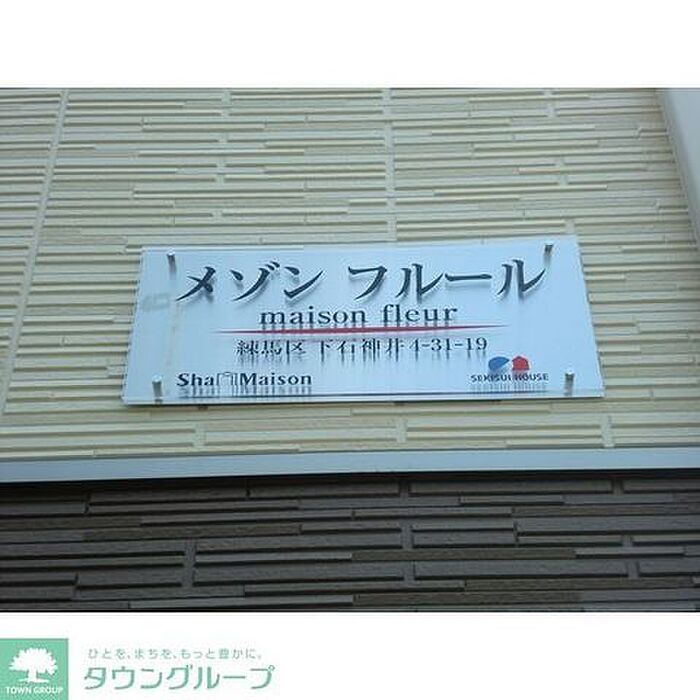 メゾン フルール
maison fleur
練馬区 下石神井 4-31-19
Sha Maison
SEKISUI HOUSE
ひとを、まちを、もっと豊かに。
タウングループ
TOWN GROUP